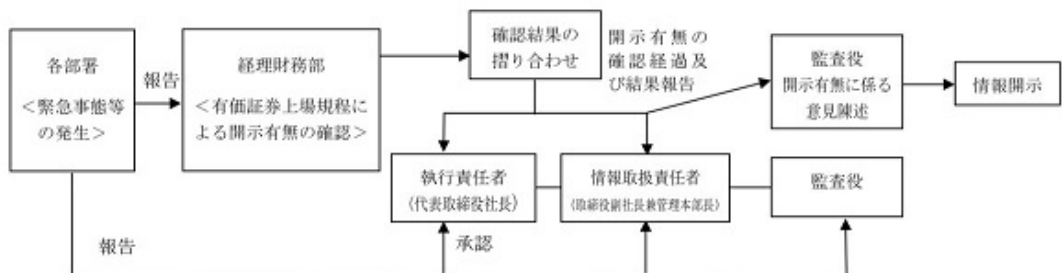 各部署
＜緊急事態等
の発生＞
報告
経理財務部
＜有価証券上場規程に
よる開示有無の確認＞
確認結果の
摺り合わせ
開示有無の
確認経過及
び結果報告
監査役
開示有無に係る
意見陳述
情報開示
執行責任者
（代表取締役社長）
情報取扱責任者
（取締役副社長兼管理本部長）
監査役
報告
承認